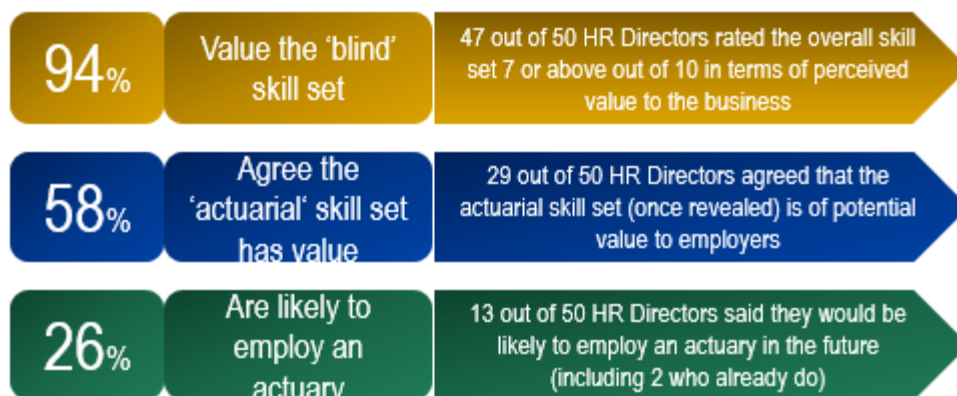 94%
Value the ‘blind’
skill set
47 out of 50 HR Directors rated the overall skill
set 7 or above out of 10 in terms of perceived
value to the business
58%
Agree the
‘actuarial‘ skill set
has value
29 out of 50 HR Directors agreed that the
actuarial skill set (once revealed) is of potential
value to employers
26%
Are likely to
employ an
actuary
13 out of 50 HR Directors said they would be
likely to employ an actuary in the future
(including 2 who already do)